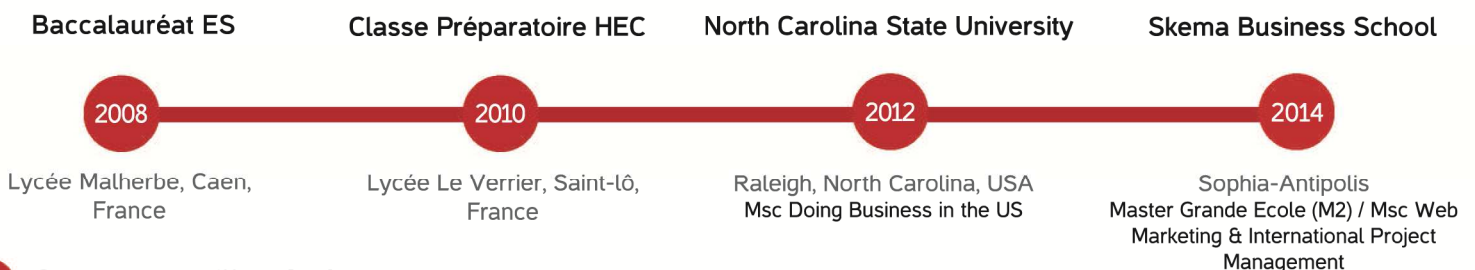 Baccalauréat ES
Classe Préparatoire HEC
North Carolina State University
Skema Business School
2008
2010
2012
2014
Lycée Malherbe, Caen,
France
Lycée Le Verrier, Saint-lô,
France
Raleigh, North Carolina, USA
Msc Doing Business in the US
Sophia-Antipolis
Master Grande Ecole (M2) / Msc Web
Marketing & International Project
Management